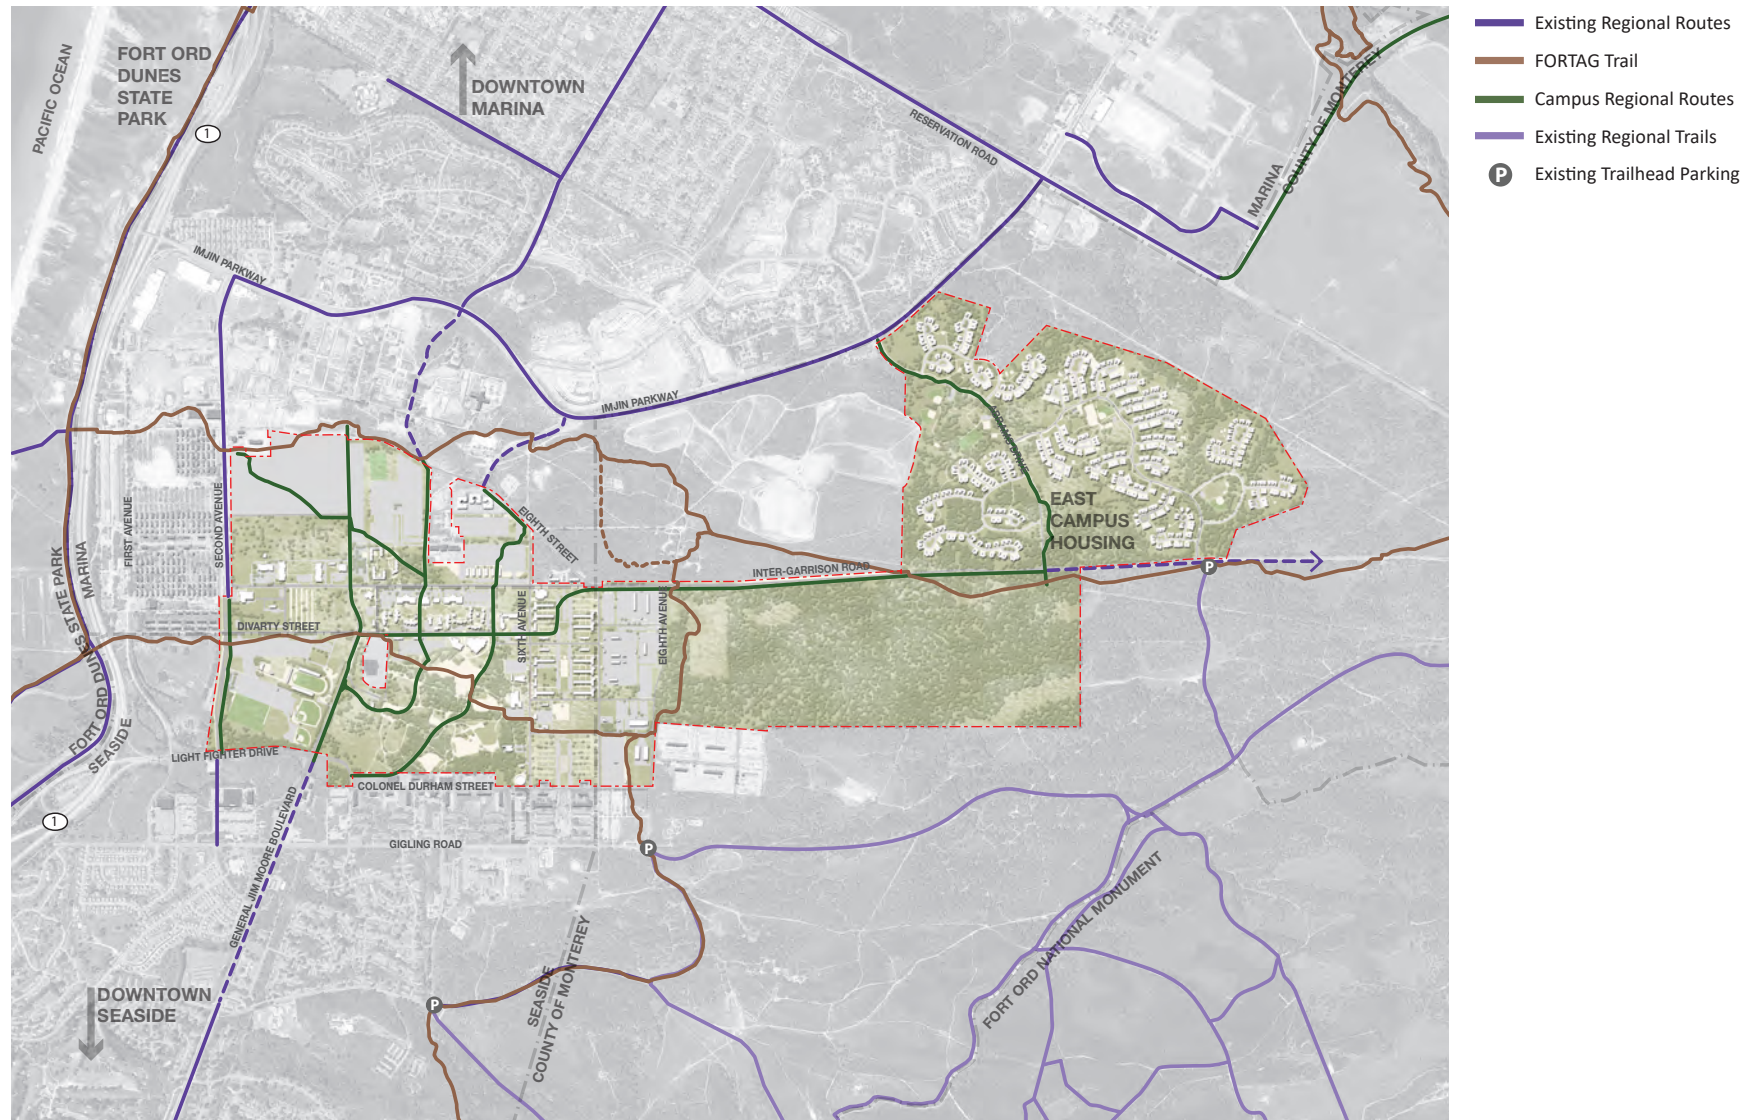 Existing Regional Routes
FORTAG Trail
Campus Regional Routes
Existing Regional Trails
P
Existing Trailhead Parking
PACIFIC OCEAN
FORT ORD
DUNES
STATE
PARK
1
DOWNTOWN
MARINA
RESERVATION ROAD
MARINA
COUNTY OF MONTEREY
IMJIN PARKWAY
IMJIN PARKWAY
ABRAMS DRIVE
EAST
CAMPUS
HOUSING
FIRST AVENUE
SECOND AVENUE
EIGHTH STREET
INTER-GARRISON ROAD
P
FORT ORD DUNES STATE PARK
MARINA
DIVARTY STREET
SIXTH AVENUE
EIGHTH AVENUE
FORT ORD
SEASIDE
LIGHT FIGHTER DRIVE
COLONEL DURHAM STREET
1
GENERAL JIM MOORE BOULEVARD
GIGLING ROAD
P
FORT ORD NATIONAL MONUMENT
SEASIDE
COUNTY OF MONTEREY
P
DOWNTOWN
SEASIDE